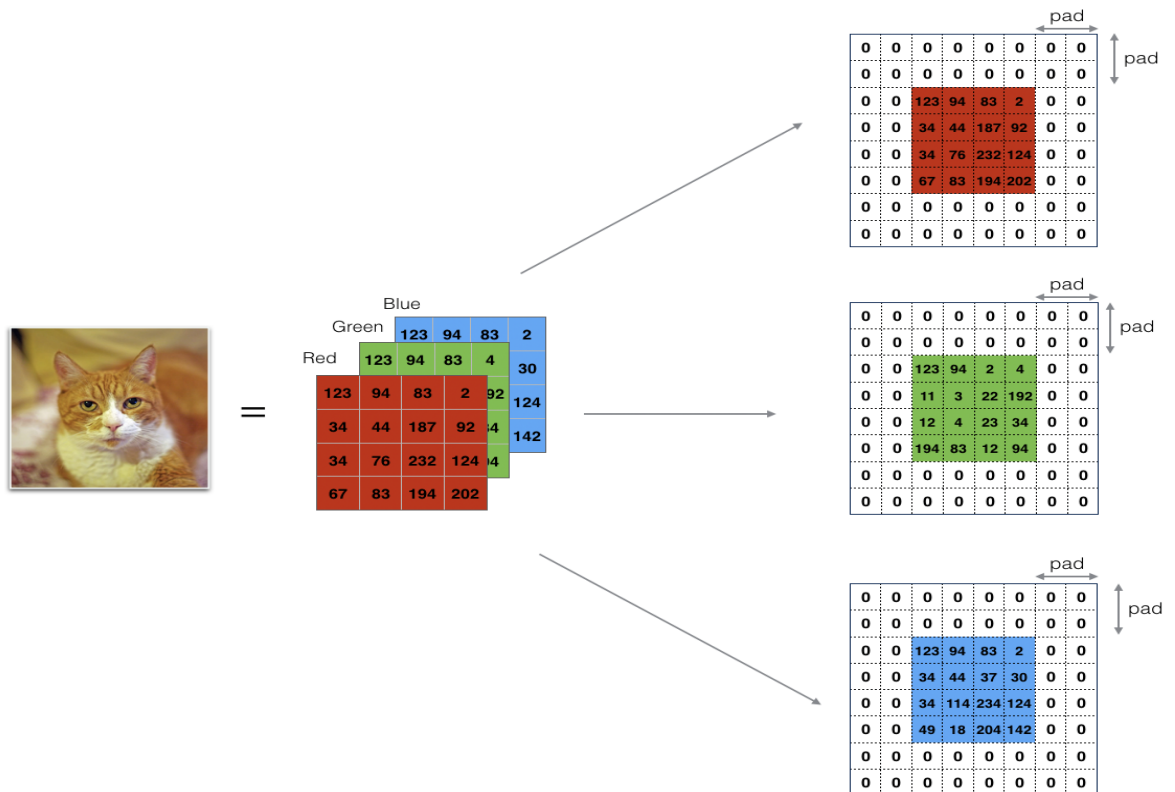 pad
pad
0 0 0 0 0 0 0 0
0 0 0 0 0 0 0 0
0 0 123 94 83 2 0 0
0 0 34 44 187 92 0 0
0 0 34 76 232 124 0 0
0 0 67 83 194 202 0 0
0 0 0 0 0 0 0 0
0 0 0 0 0 0 0 0
Blue
123 94 83 2
30
124
142
Green
123 94 83 4
92
94
Red
123 94 83 2
34 44 187 92
34 76 232 124
67 83 194 202
=
pad
pad
0 0 0 0 0 0 0 0
0 0 0 0 0 0 0 0
0 0 123 94 2 4 0 0
0 0 11 3 22 192 0 0
0 0 12 4 23 34 0 0
0 0 194 83 12 94 0 0
0 0 0 0 0 0 0 0
0 0 0 0 0 0 0 0
pad
pad
0 0 0 0 0 0 0 0
0 0 0 0 0 0 0 0
0 0 123 94 83 2 0 0
0 0 34 44 37 30 0 0
0 0 34 114 234 124 0 0
0 0 49 18 204 142 0 0
0 0 0 0 0 0 0 0
0 0 0 0 0 0 0 0